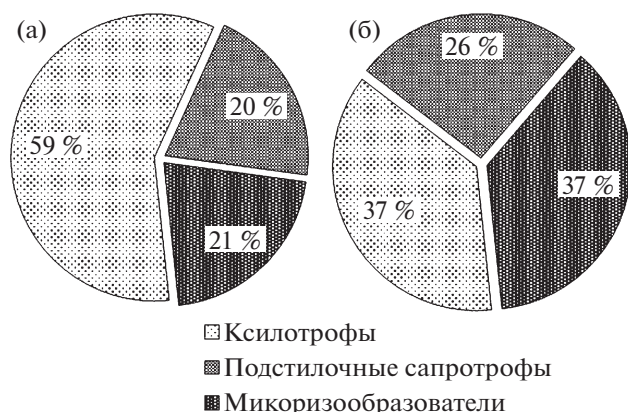 (а)
(б)
59 %
20 %
21 %
26 %
37 %
37 %
Ксилотрофы
Подстилочные сапротрофы
Микоризообразователи